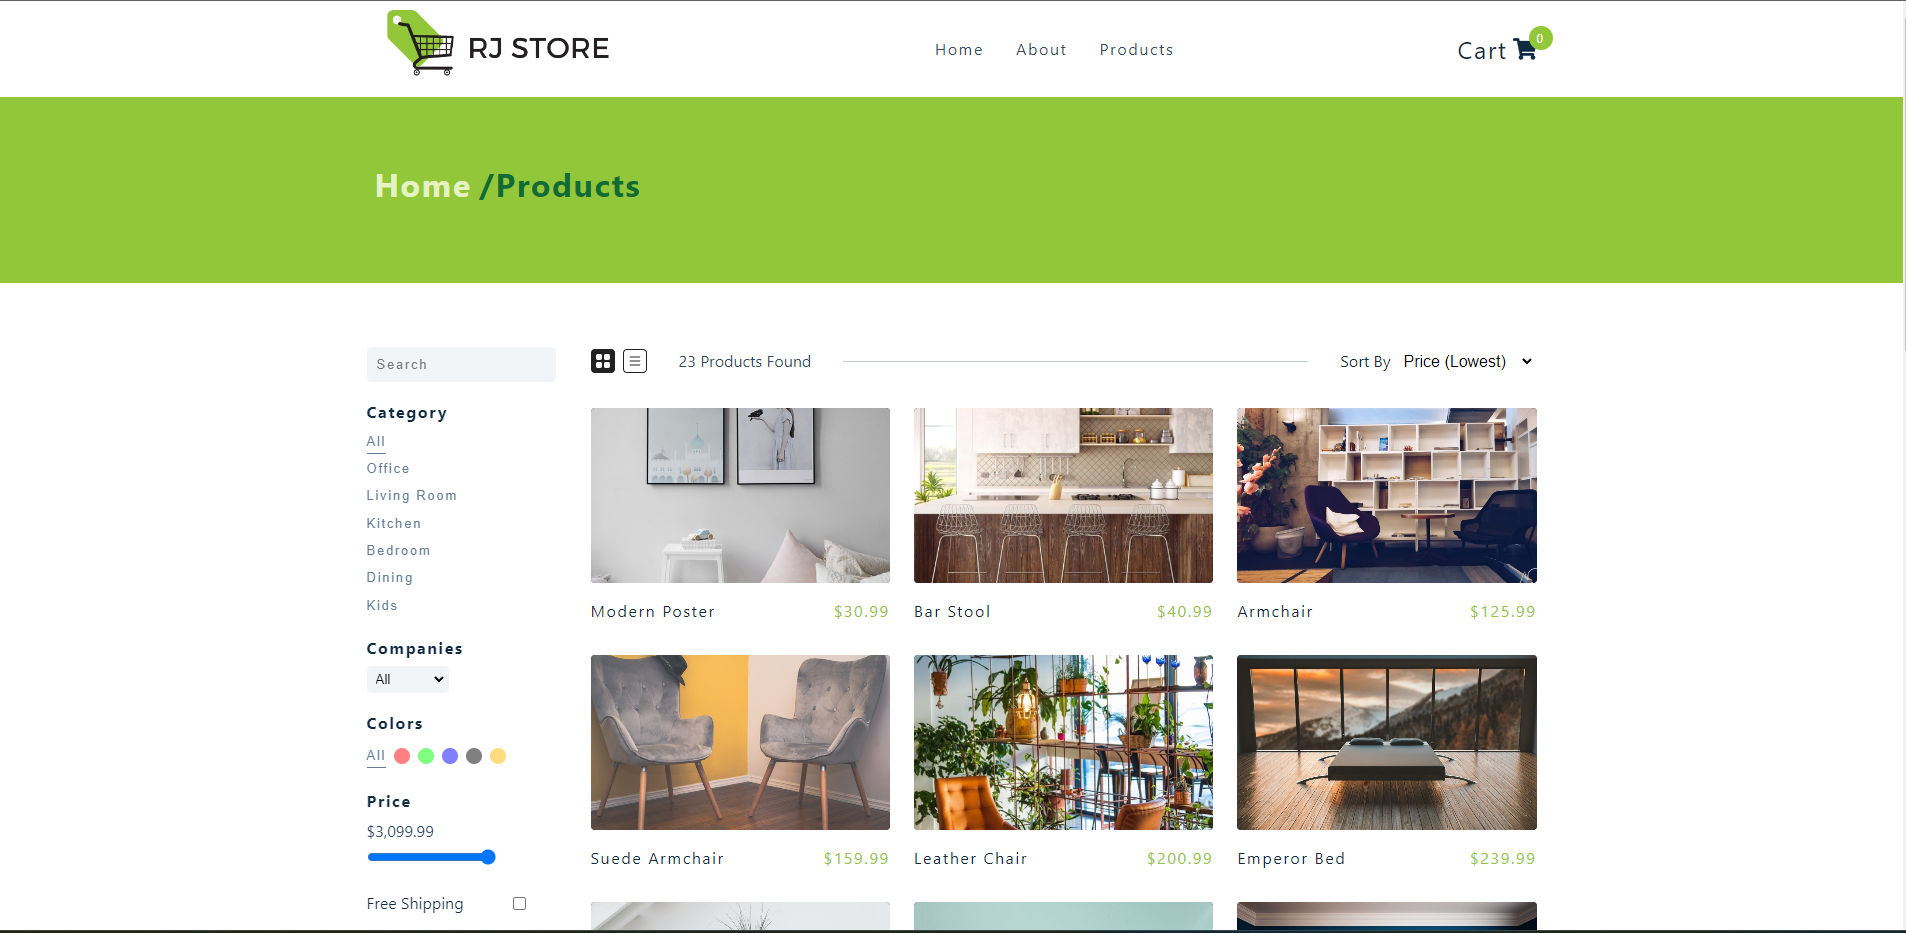 RJ STORE
Home About Products
Cart 0
Home /Products
Search
23 Products Found
Sort By Price (Lowest)
Category
All
Office
Living Room
Kitchen
Bedroom
Dining
Kids
Companies
All
Colors
All
Price
$3,099.99
Free Shipping
Modern Poster $30.99
Bar Stool $40.99
Armchair $125.99
Suede Armchair $159.99
Leather Chair $200.99
Emperor Bed $239.99